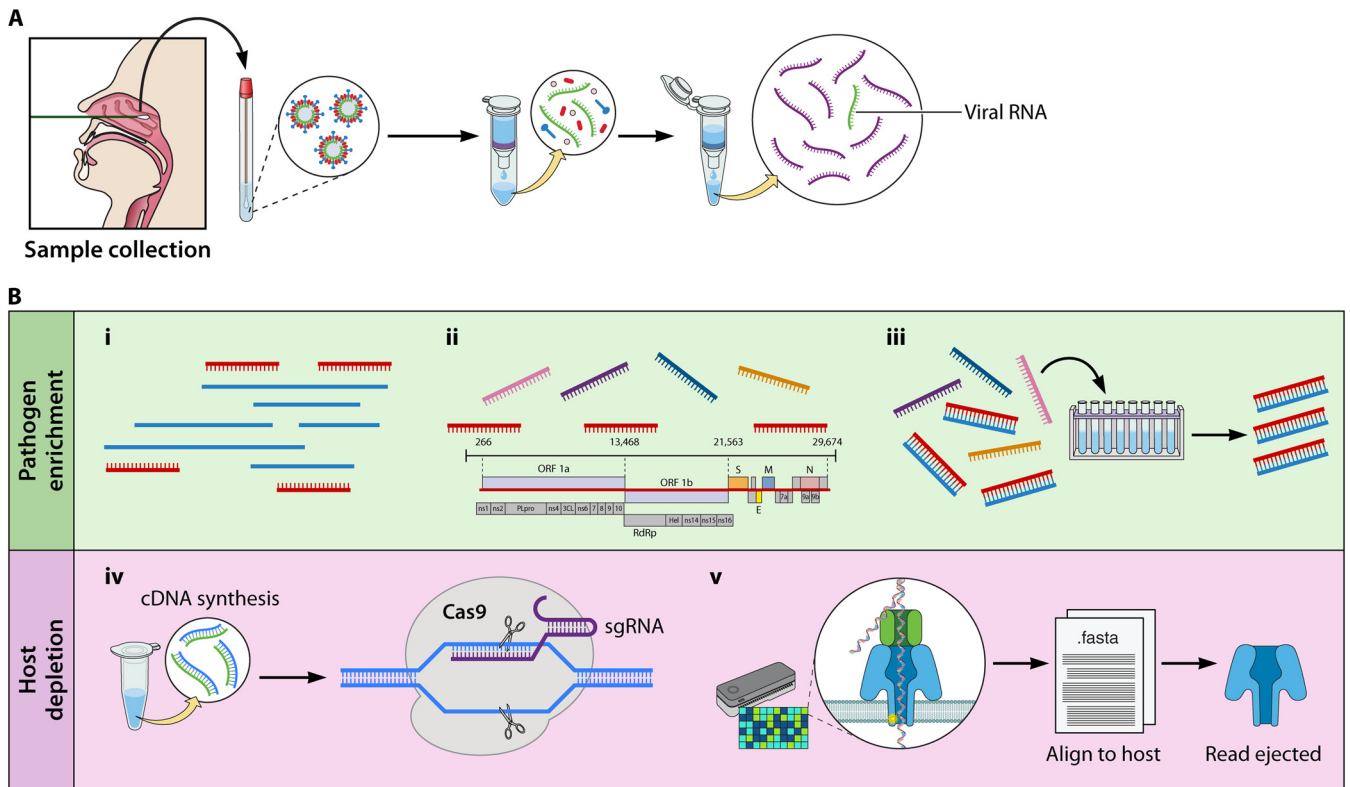 A
Viral RNA
Sample collection
B
Pathogen
enrichment
i
ii
266
13,468
21,563
29,674
ORF 1a
ORF 1b
S
M
N
E
7a
9a
9b
ns1
ns2
PLpro
ns4
3CL
ns6
7
8
9
10
RdRp
Hel
ns14
ns15
ns16
iii
Host
depletion
iv
cDNA synthesis
Cas9
sgRNA
v
.fasta
Align to host
Read ejected